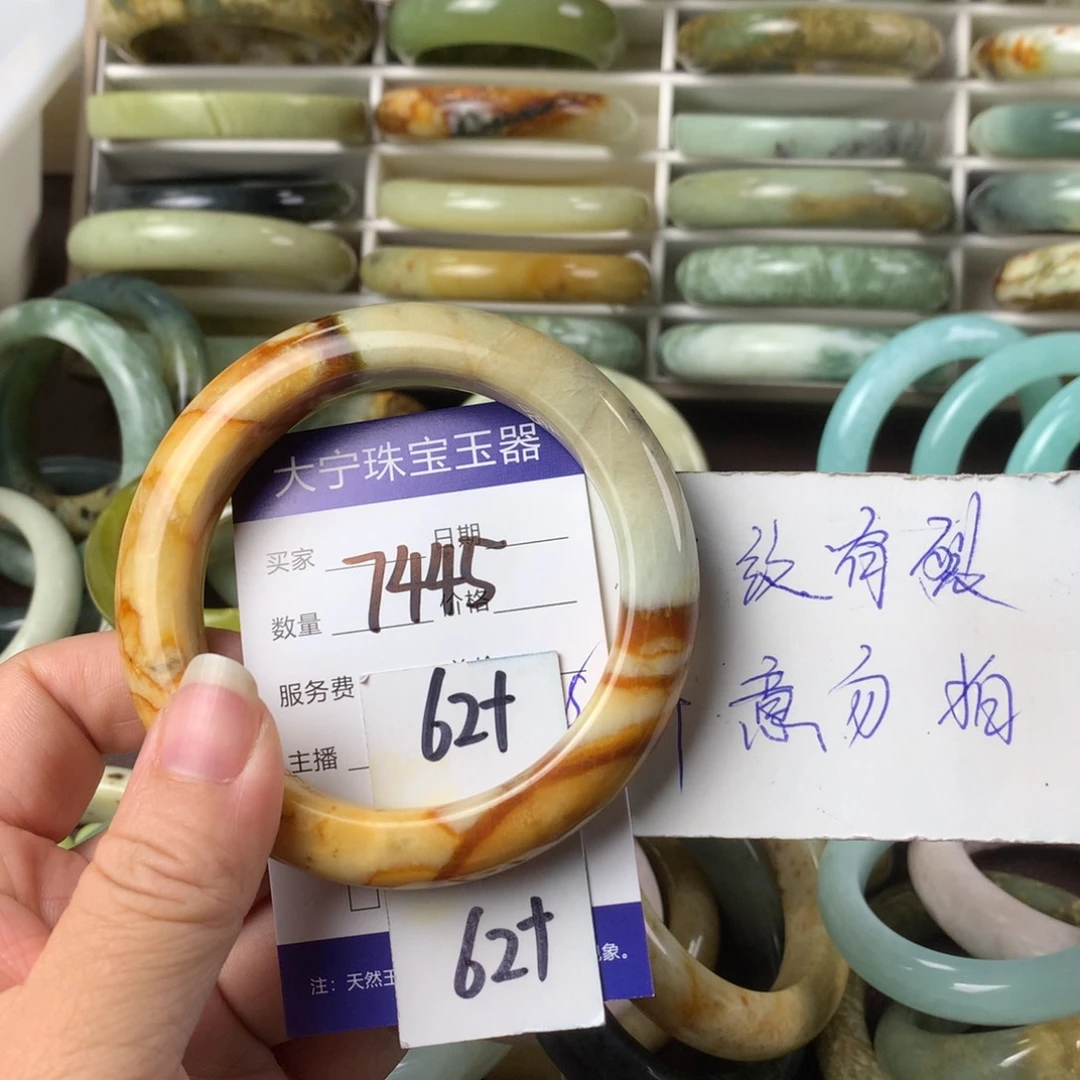 大宁珠宝玉器
买家
日期
7445
数量
价格
服务费
62+
主播
纹有裂
意勿拍
62+
注：天然玉
象。